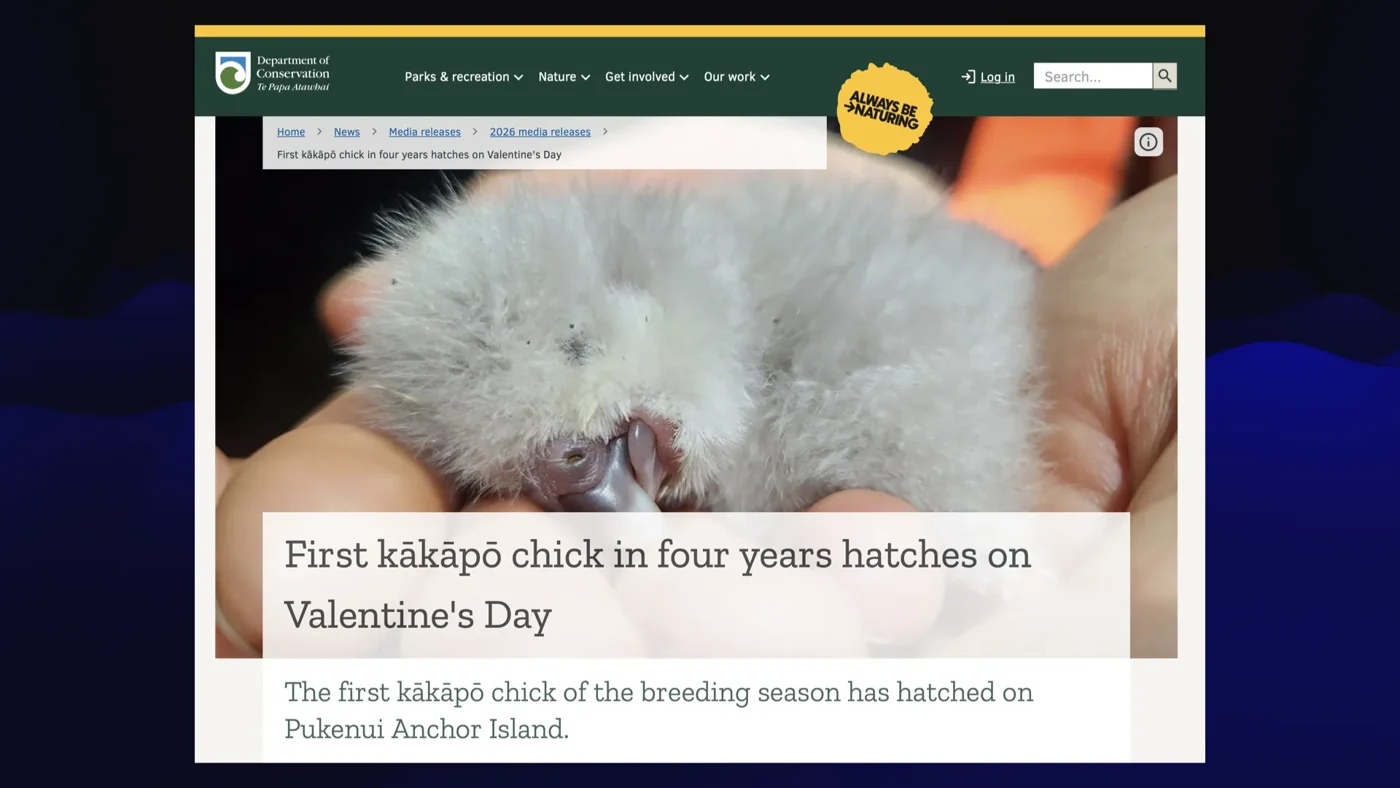 Department of
Conservation
Te Papa Atawhai
Parks & recreation
Nature
Get involved
Our work
ALWAYS BE
NATURING
Log in
Search...
Home > News > Media releases > 2026 media releases >
First kākāpō chick in four years hatches on Valentine's Day
First kākāpō chick in four years hatches on
Valentine's Day
The first kākāpō chick of the breeding season has hatched on
Pukenui Anchor Island.